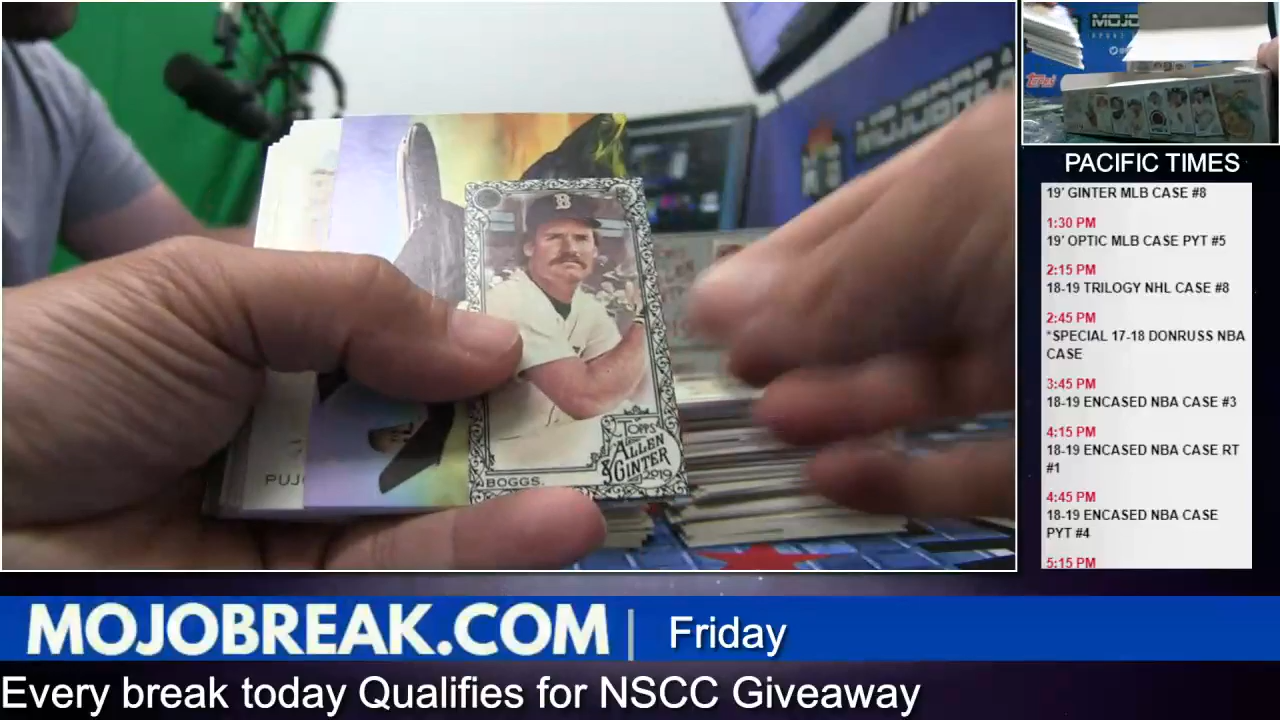 MOJO
Topps
B
TOPPS
ALLEN
& GINTER
2019
BOGGS.
PUJ
PACIFIC TIMES
19' GINTER MLB CASE #8
1:30 PM
19' OPTIC MLB CASE PYT #5
2:15 PM
18-19 TRILOGY NHL CASE #8
2:45 PM
*SPECIAL 17-18 DONRUSS NBA
CASE
3:45 PM
18-19 ENCASED NBA CASE #3
4:15 PM
18-19 ENCASED NBA CASE RT
#1
4:45 PM
18-19 ENCASED NBA CASE
PYT #4
5:15 PM
MOJOBREAK.COM | Friday
Every break today Qualifies for NSCC Giveaway